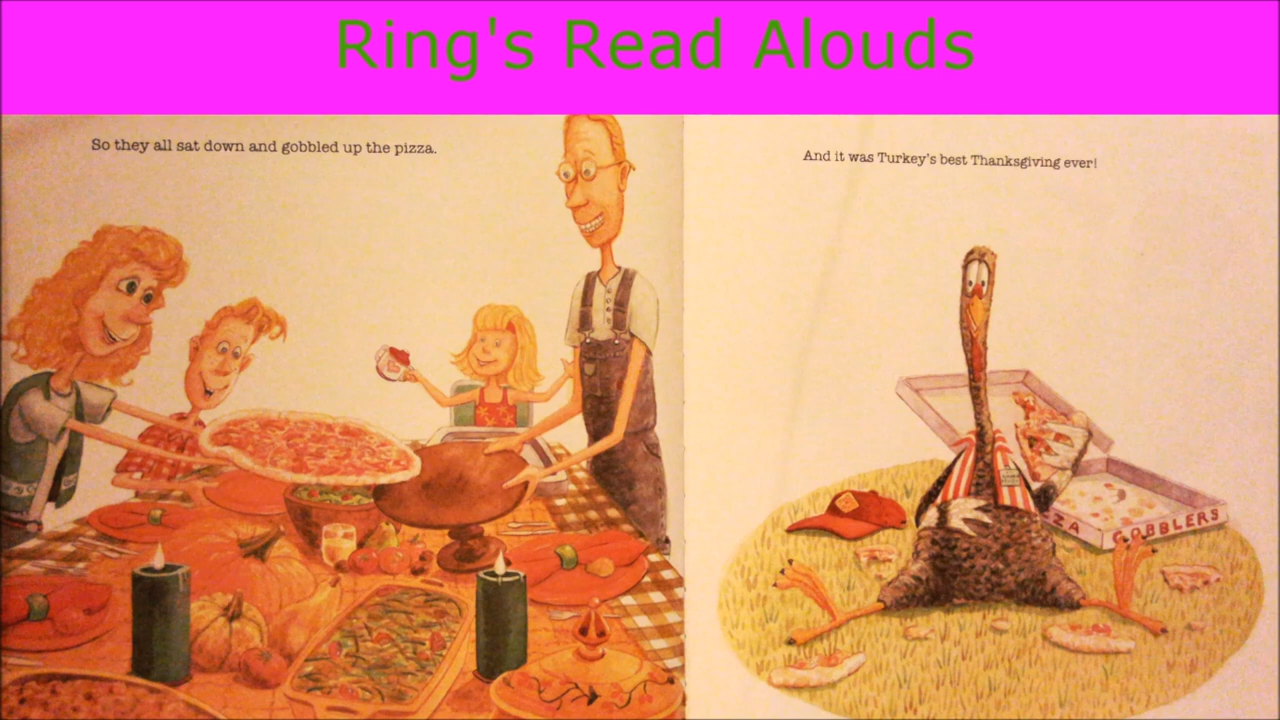 Ring's Read Alouds
So they all sat down and gobbled up the pizza.
And it was Turkey's best Thanksgiving ever!
ZA
GOBBLERS